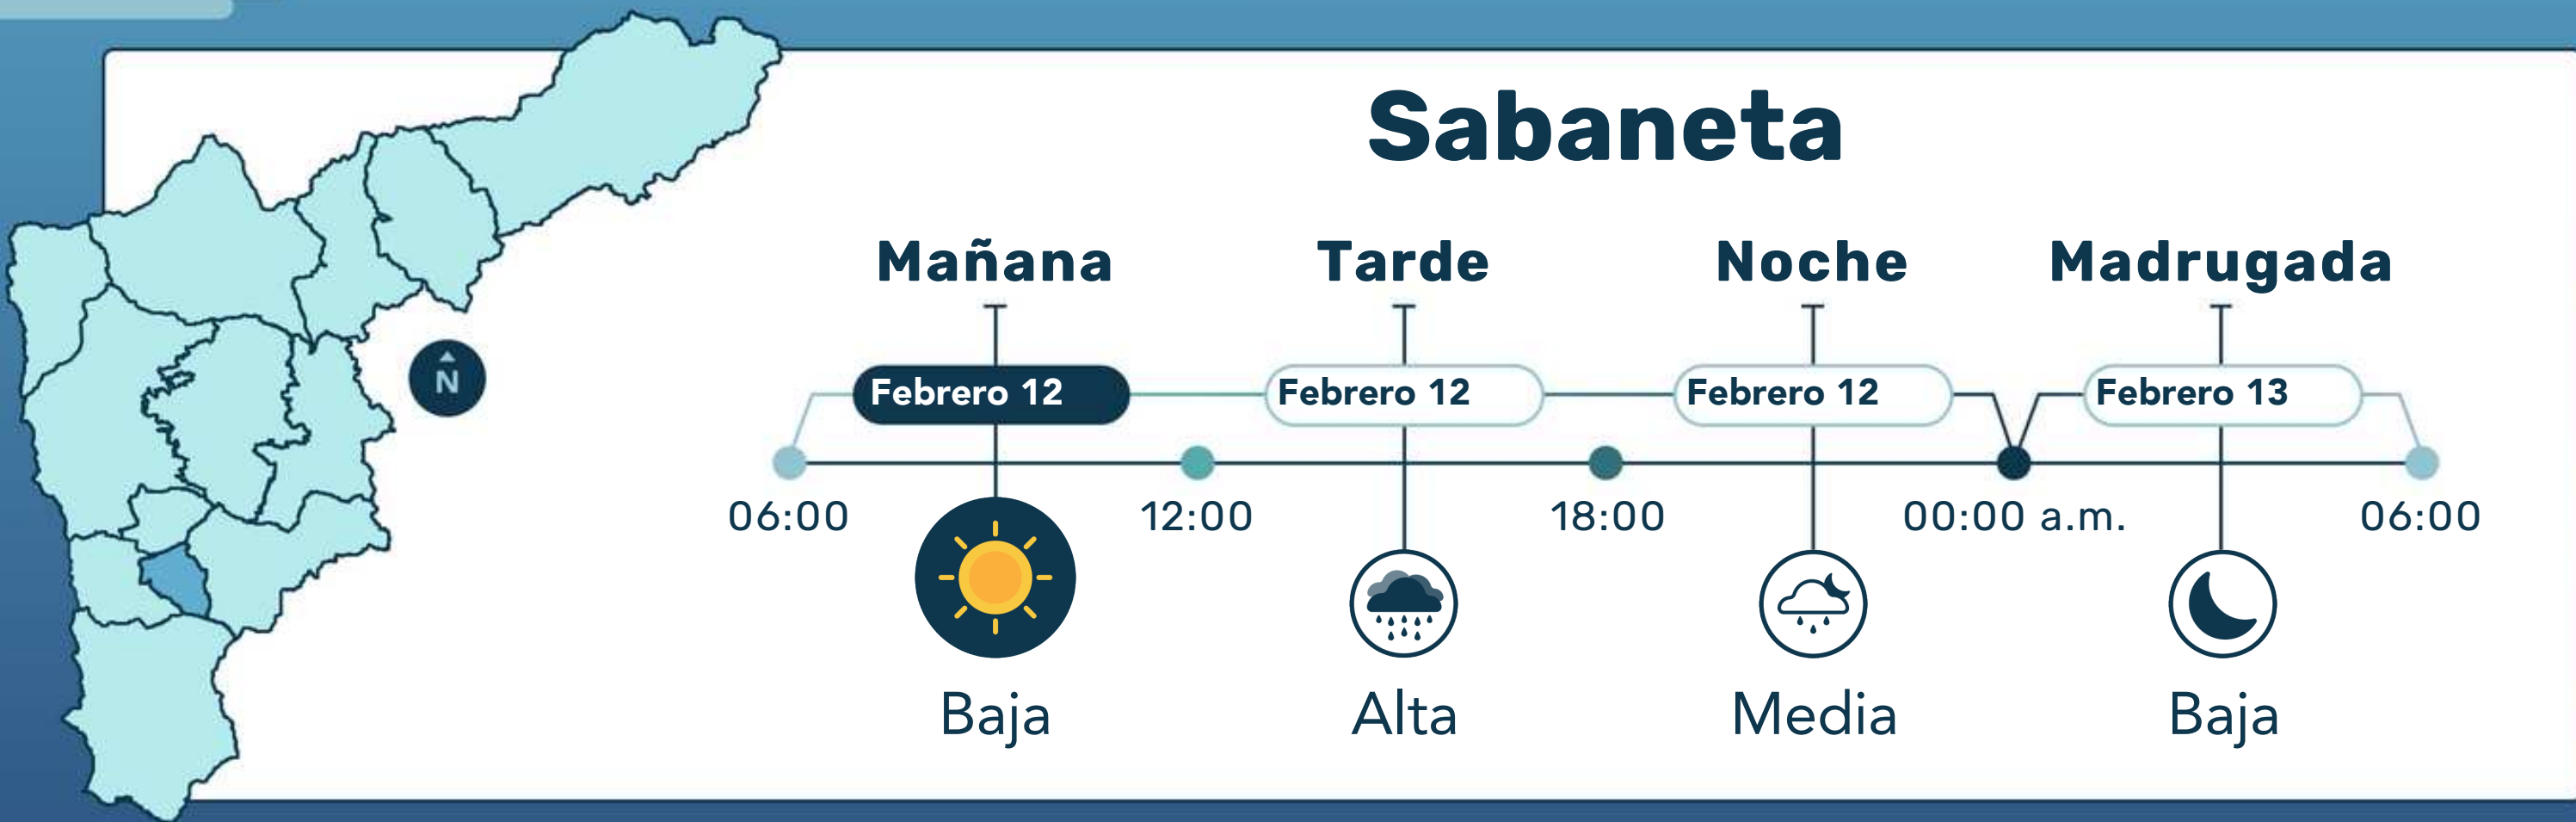 Sabaneta
Mañana Tarde Noche Madrugada
Febrero 12 Febrero 12 Febrero 12 Febrero 13
N
06:00 12:00 18:00 00:00 a.m. 06:00
Baja Alta Media Baja